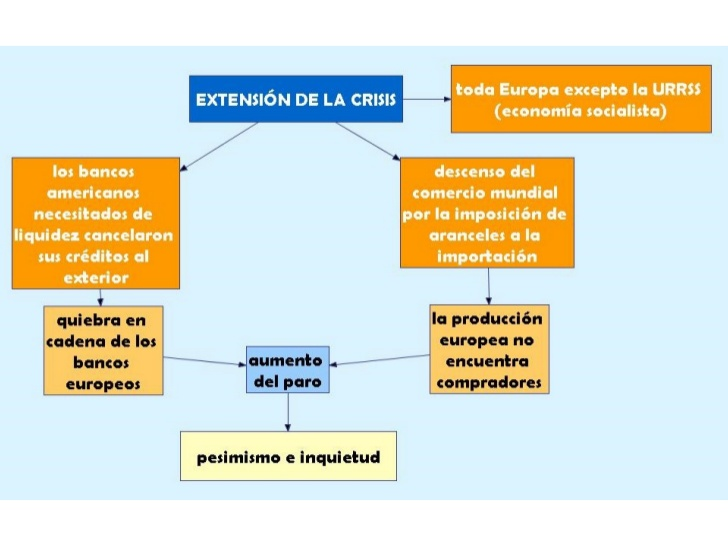 EXTENSIÓN DE LA CRISIS
toda Europa excepto la URRSS
(economía socialista)
los bancos
americanos
necesitados de
liquidez cancelaron
sus créditos al
exterior
descenso del
comercio mundial
por la imposición de
aranceles a la
importación
quiebra en
cadena de los
bancos
europeos
la producción
europea no
encuentra
compradores
aumento
del paro
pesimismo e inquietud